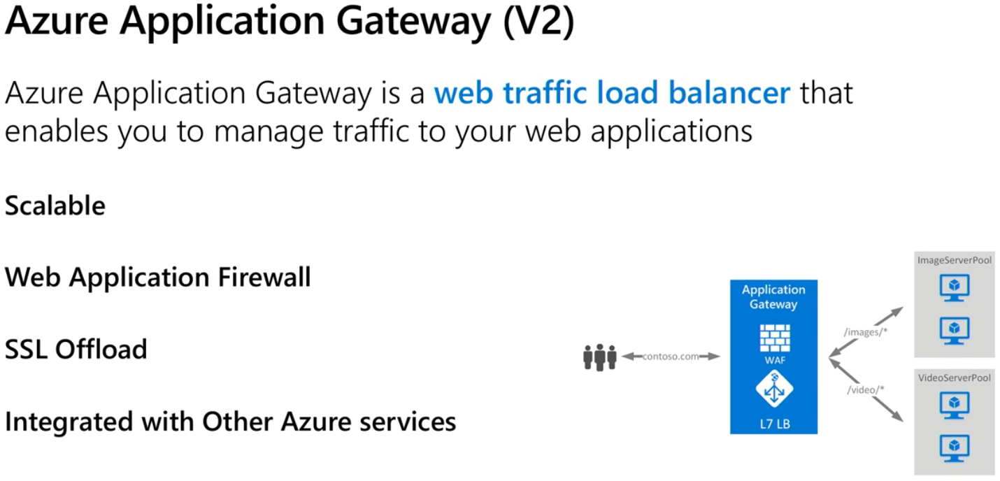 Azure Application Gateway (V2)
Azure Application Gateway is a web traffic load balancer that
enables you to manage traffic to your web applications
Scalable
Web Application Firewall
SSL Offload
Integrated with Other Azure services
contoso.com
Application
Gateway
WAF
L7 LB
/images/*
/video/*
ImageServerPool
VideoServerPool